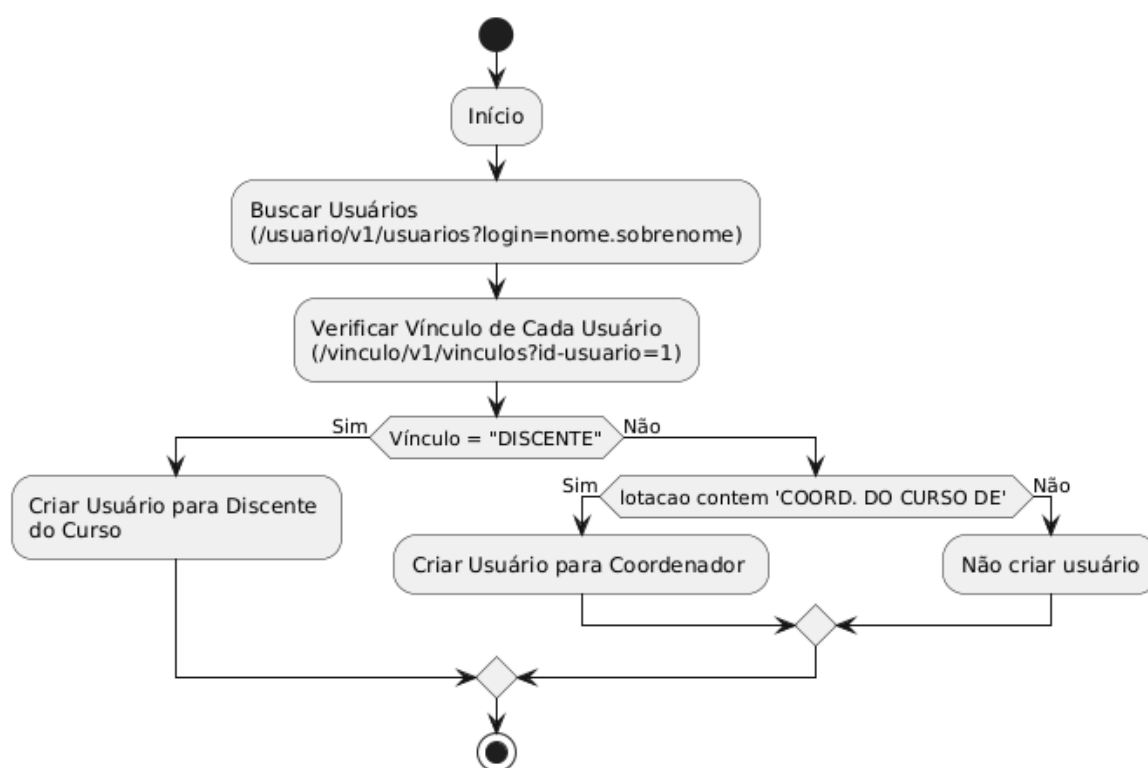 Início
Buscar Usuários
(/usuario/v1/usuarios?login=nome.sobrenome)
Verificar Vínculo de Cada Usuário
(/vinculo/v1/vinculos?id-usuario=1)
Sim
Vínculo = "DISCENTE"
Não
Criar Usuário para Discente
do Curso
Sim
lotacao contem 'COORD. DO CURSO DE'
Não
Criar Usuário para Coordenador
Não criar usuário